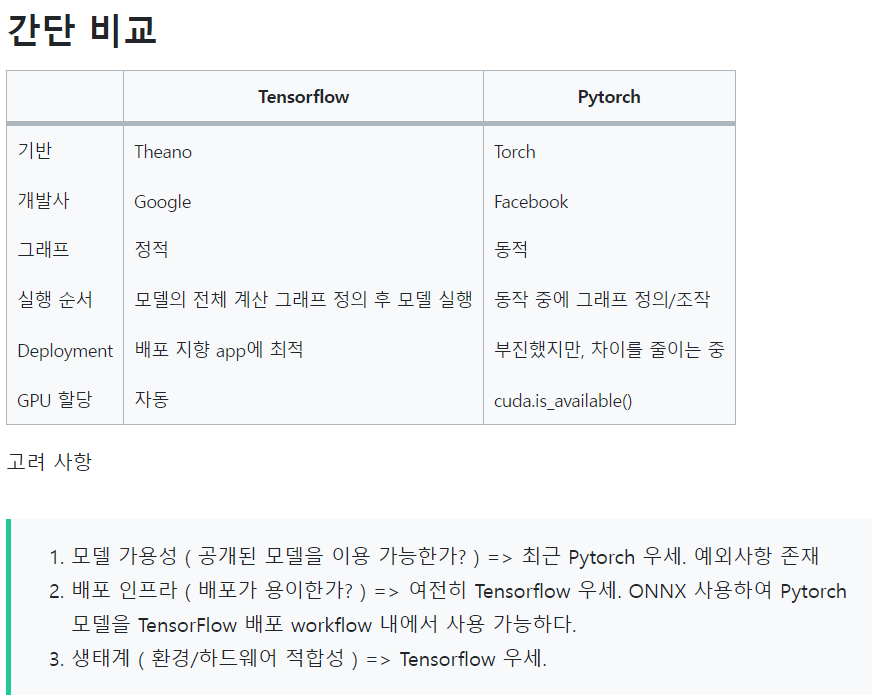 간단 비교
Tensorflow Pytorch
기반 Theano Torch
개발사 Google Facebook
그래프 정적 동적
실행 순서 모델의 전체 계산 그래프 정의 후 모델 실행 동작 중에 그래프 정의/조작
Deployment 배포 지향 app에 최적 부진했지만, 차이를 줄이는 중
GPU 할당 자동 cuda.is_available()
고려 사항
1. 모델 가용성 ( 공개된 모델을 이용 가능한가? ) => 최근 Pytorch 우세. 예외사항 존재
2. 배포 인프라 ( 배포가 용이한가? ) => 여전히 Tensorflow 우세. ONNX 사용하여 Pytorch
모델을 TensorFlow 배포 workflow 내에서 사용 가능하다.
3. 생태계 ( 환경/하드웨어 적합성 ) => Tensorflow 우세.